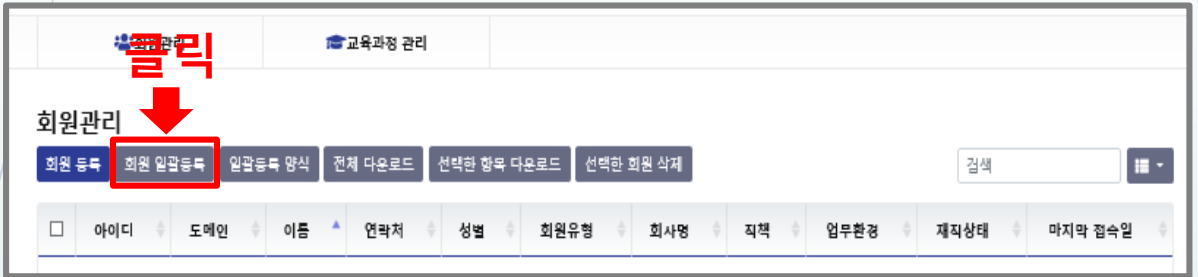 회원관리
교육과정 관리
클릭
회원관리
회원 등록 회원 일괄등록 일괄등록 양식 전체 다운로드 선택한 항목 다운로드 선택한 회원 삭제 검색
아이디 도메인 이름 연락처 성별 회원유형 회사명 직책 업무환경 재직상태 마지막 접속일